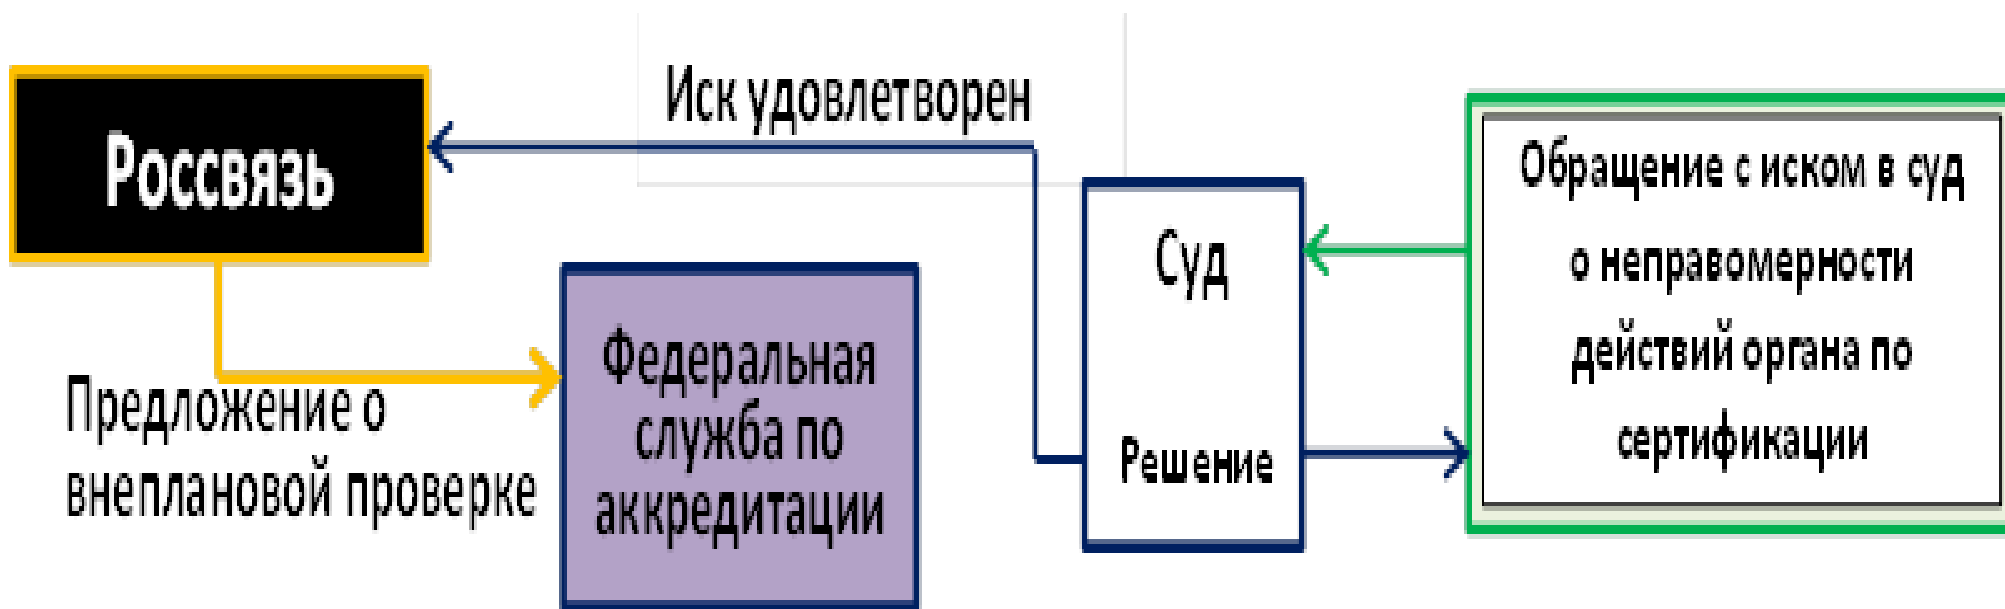 Иск удовлетворен
Россвязь
Предложение о
внеплановой проверке
Федеральная
служба по
аккредитации
Суд
Решение
Обращение с иском в суд
о неправомерности
действий органа по
сертификации